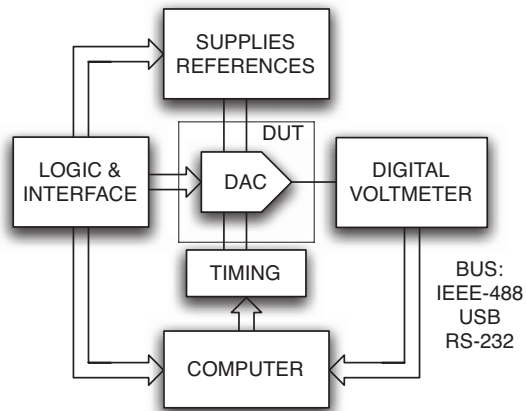 SUPPLIES
REFERENCES
DUT
LOGIC &
INTERFACE
DAC
DIGITAL
VOLTMETER
TIMING
BUS:
IEEE-488
USB
RS-232
COMPUTER